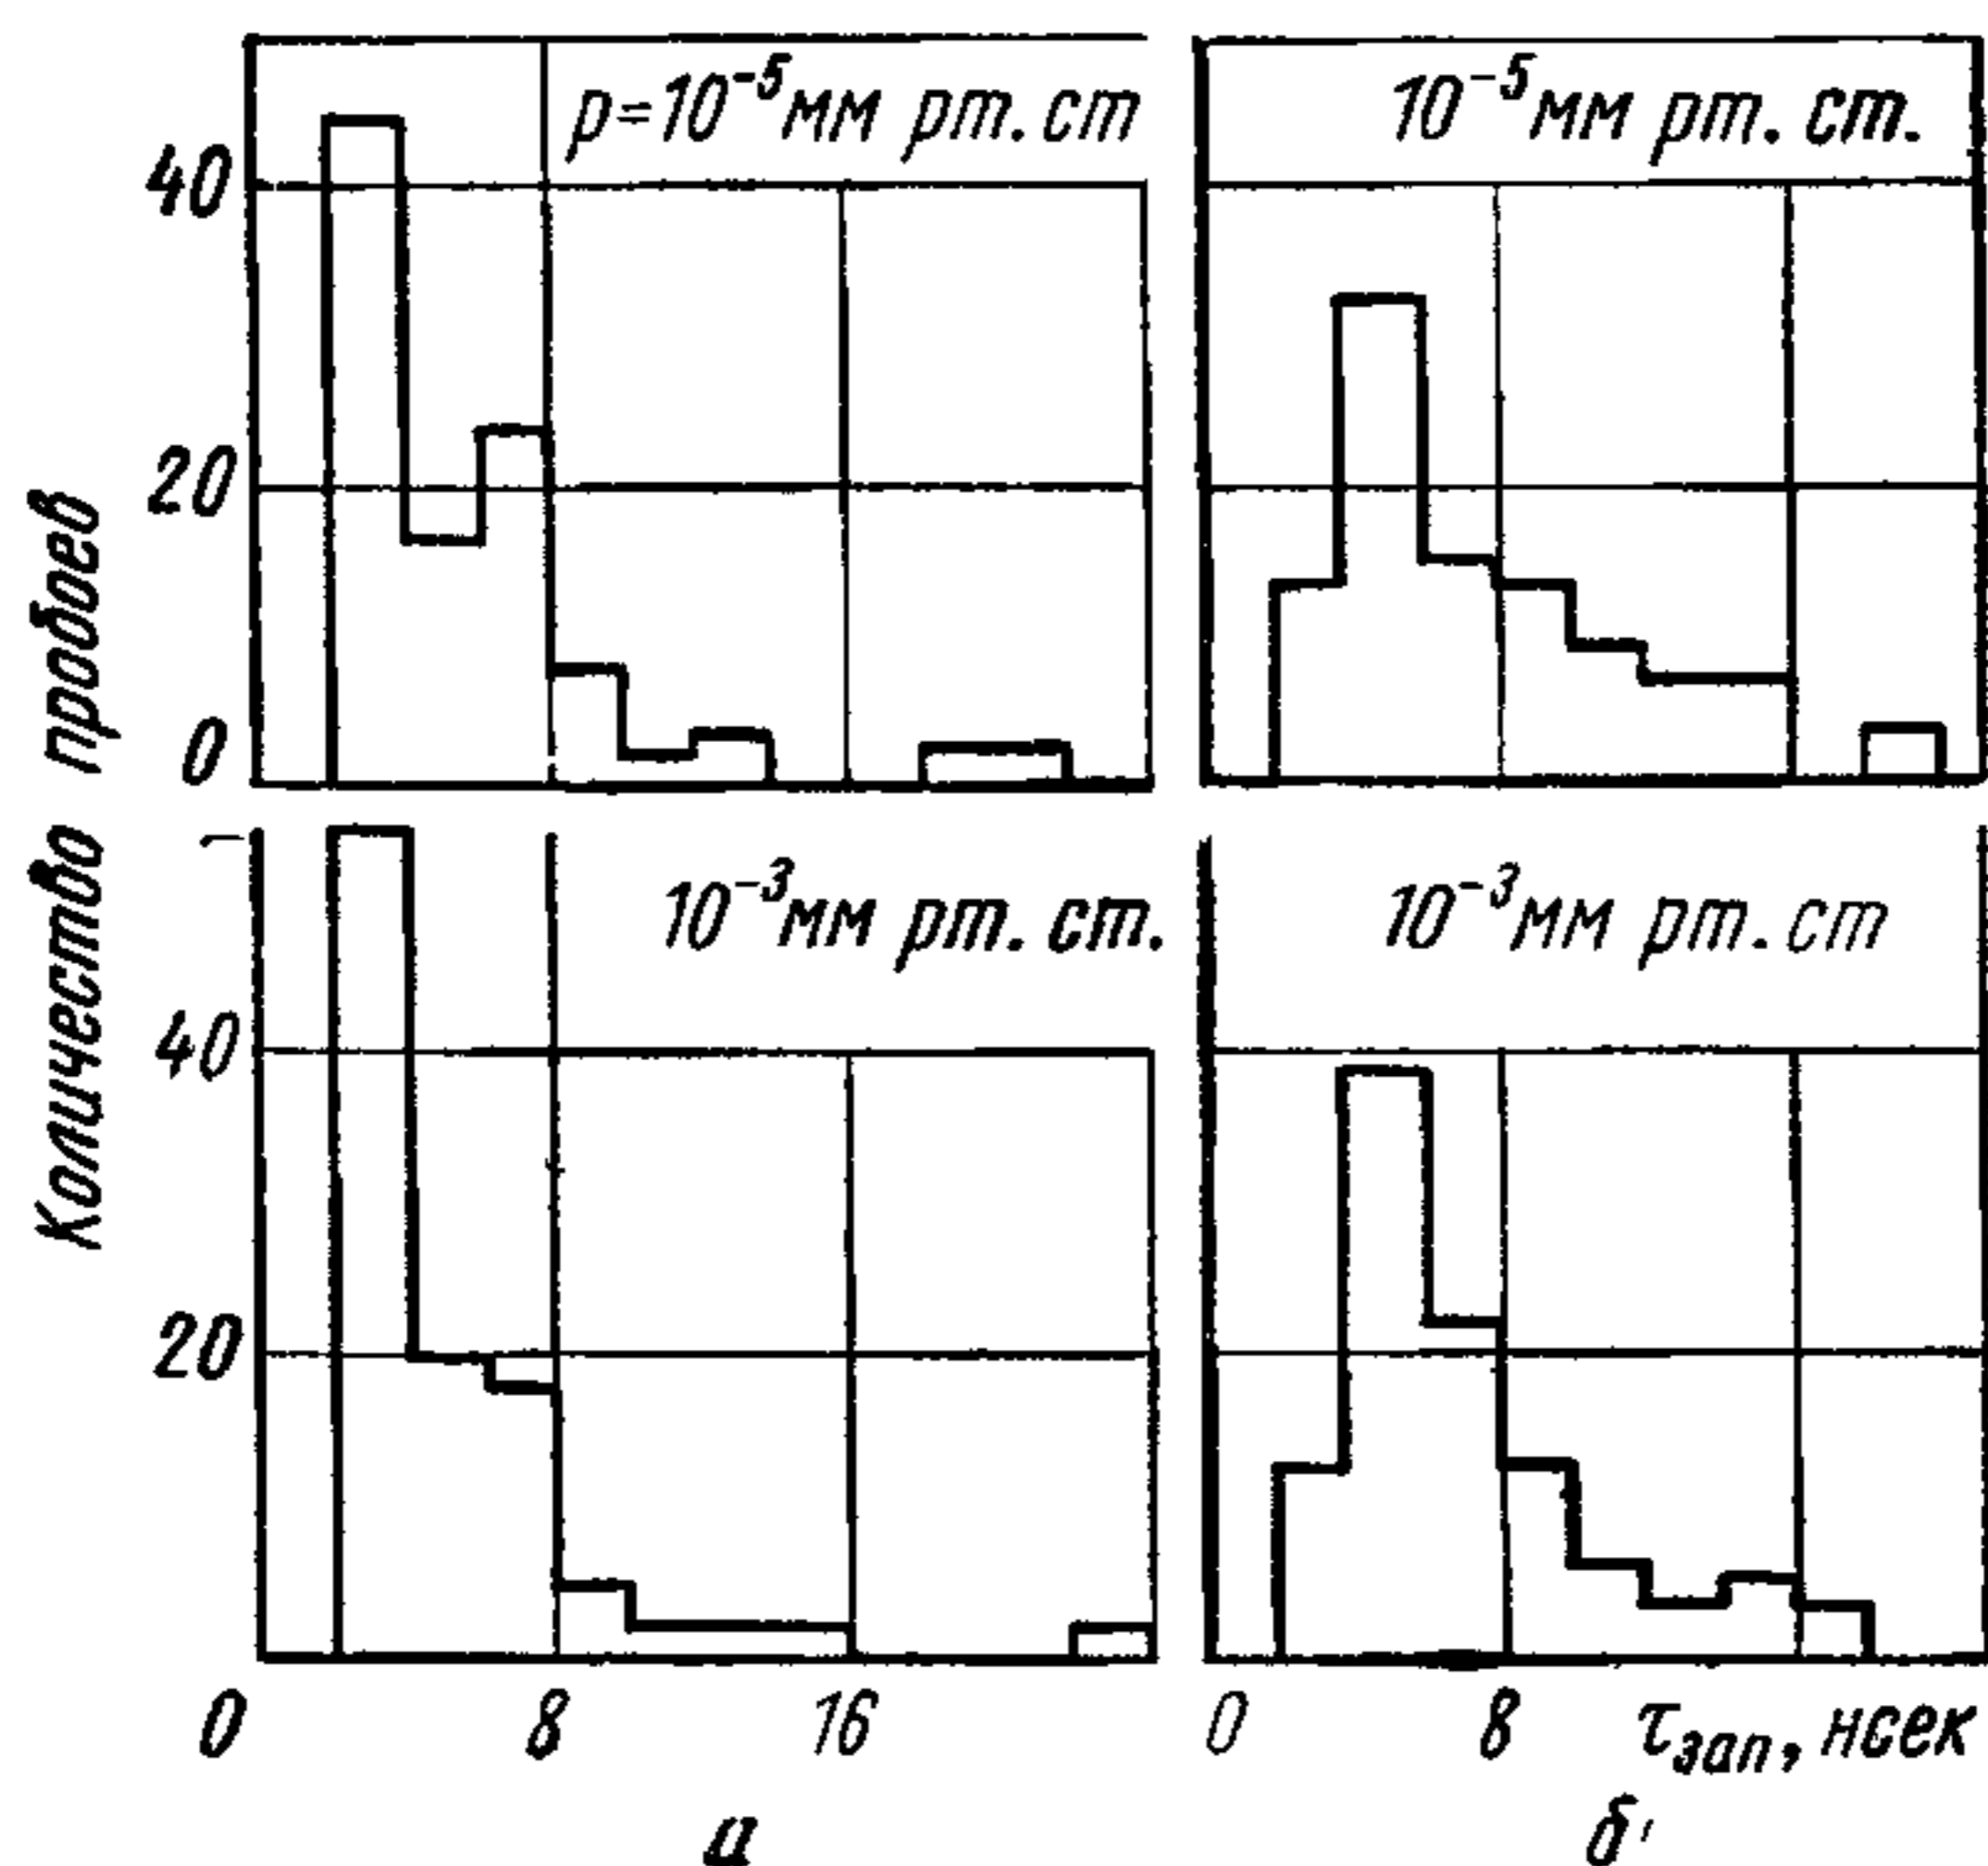 p=10⁻⁵мм рт.ст
10⁻⁵мм рт. ст.
40
20
0
Количество пробоев
10⁻³мм рт. ст.
10⁻³мм рт. ст
40
20
0
8
16
0
8
τзап, нсек
а
б